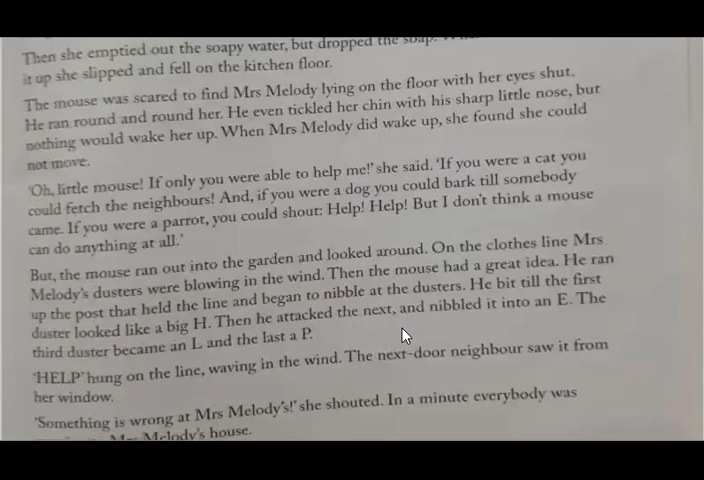 Then she emptied out the soapy water, but dropped the soap.
it up she slipped and fell on the kitchen floor.
The mouse was scared to find Mrs Melody lying on the floor with her eyes shut.
He ran round and round her. He even tickled her chin with his sharp little nose, but
nothing would wake her up. When Mrs Melody did wake up, she found she could
not move.
'Oh, little mouse! If only you were able to help me!' she said. 'If you were a cat you
could fetch the neighbours! And, if you were a dog you could bark till somebody
came. If you were a parrot, you could shout: Help! Help! But I don't think a mouse
can do anything at all.'
But, the mouse ran out into the garden and looked around. On the clothes line Mrs
Melody's dusters were blowing in the wind. Then the mouse had a great idea. He ran
up the post that held the line and began to nibble at the dusters. He bit till the first
duster looked like a big H. Then he attacked the next, and nibbled it into an E. The
third duster became an L and the last a P.
'HELP' hung on the line, waving in the wind. The next-door neighbour saw it from
her window.
'Something is wrong at Mrs Melody's!' she shouted. In a minute everybody was
Mrs Melody's house.